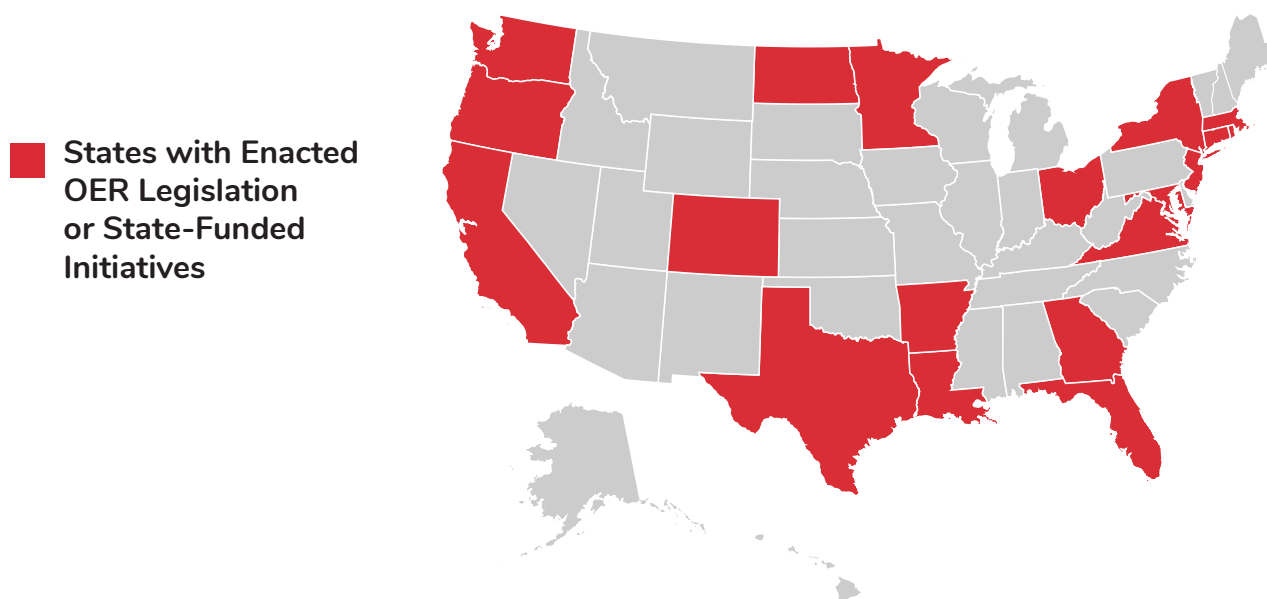 States with Enacted
OER Legislation
or State-Funded
Initiatives